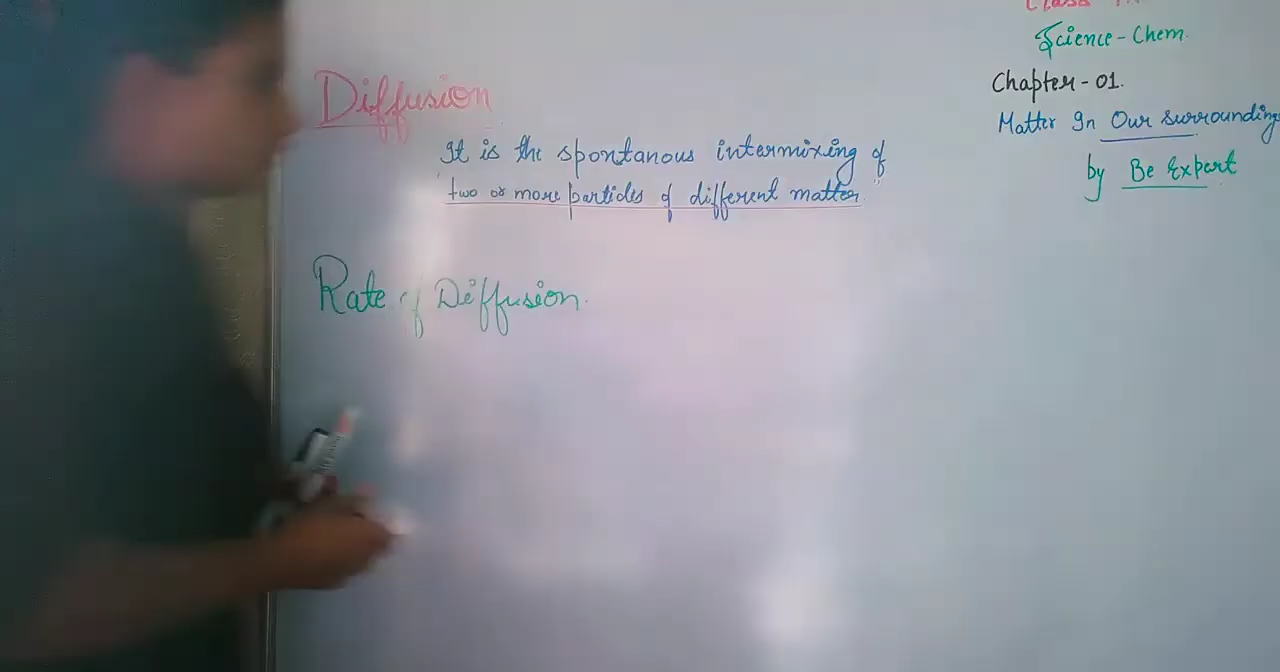 Science - Chem.
Chapter - 01.
Matter In Our surrounding
by Be Expert
Diffusion
It is the spontanous intermixing of
two or more particles of different matter.
Rate of Diffusion.